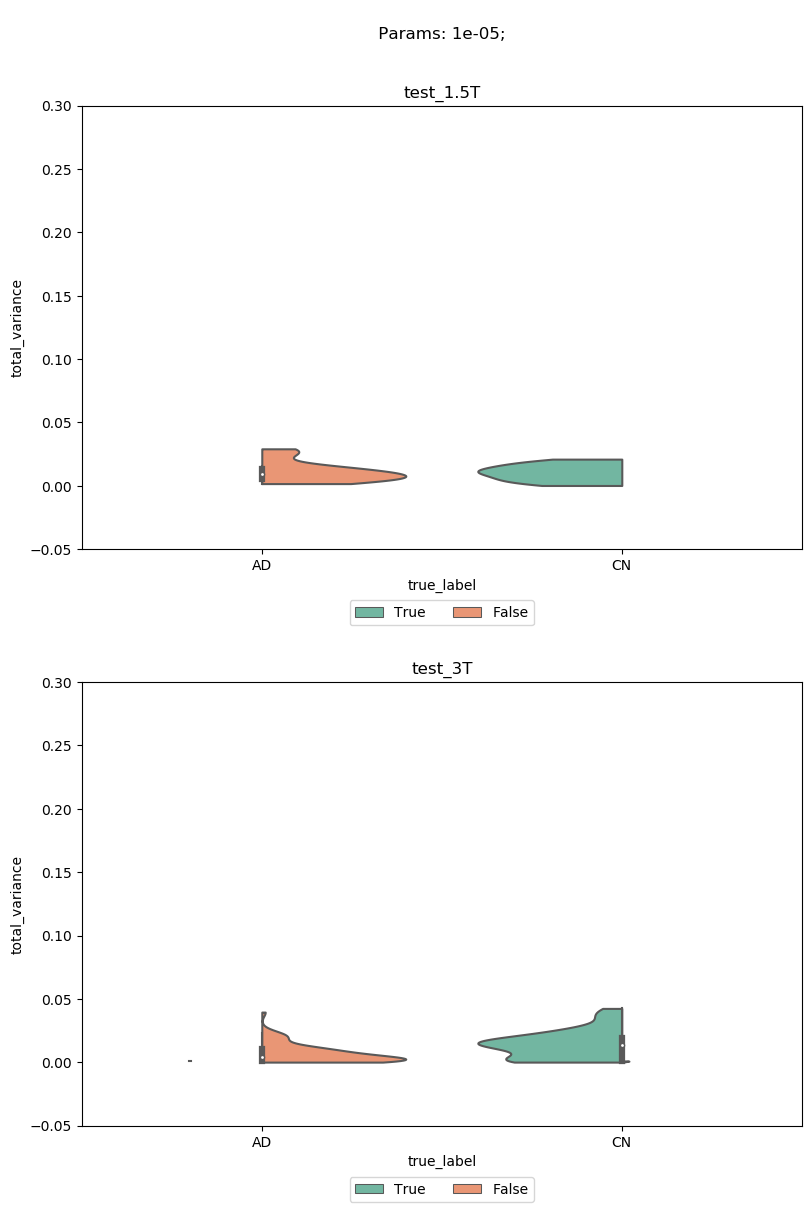 Params: 1e-05;
test_1.5T
0.30
0.25
0.20
0.15
0.10
0.05
0.00
−0.05
total_variance
AD CN
true_label
True False
test_3T
0.30
0.25
0.20
0.15
0.10
0.05
0.00
−0.05
total_variance
AD CN
true_label
True False